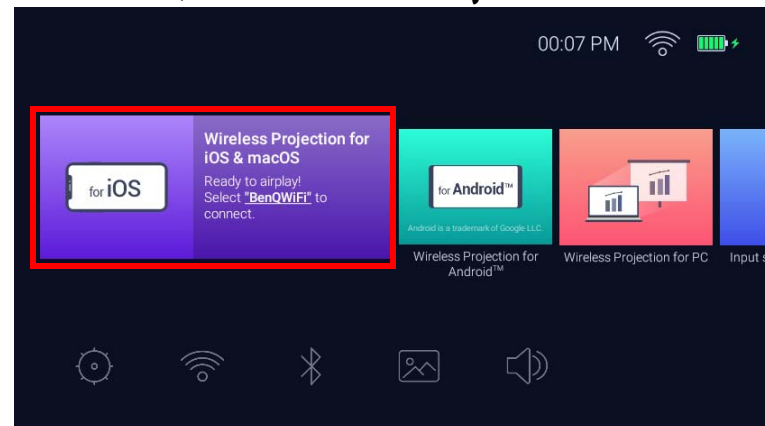 00:07 PM
for iOS
Wireless Projection for
iOS & macOS
Ready to airplay!
Select "BenQWiFi" to
connect.
for Android™
Android is a trademark of Google LLC
Wireless Projection for
Android™
Wireless Projection for PC
Input